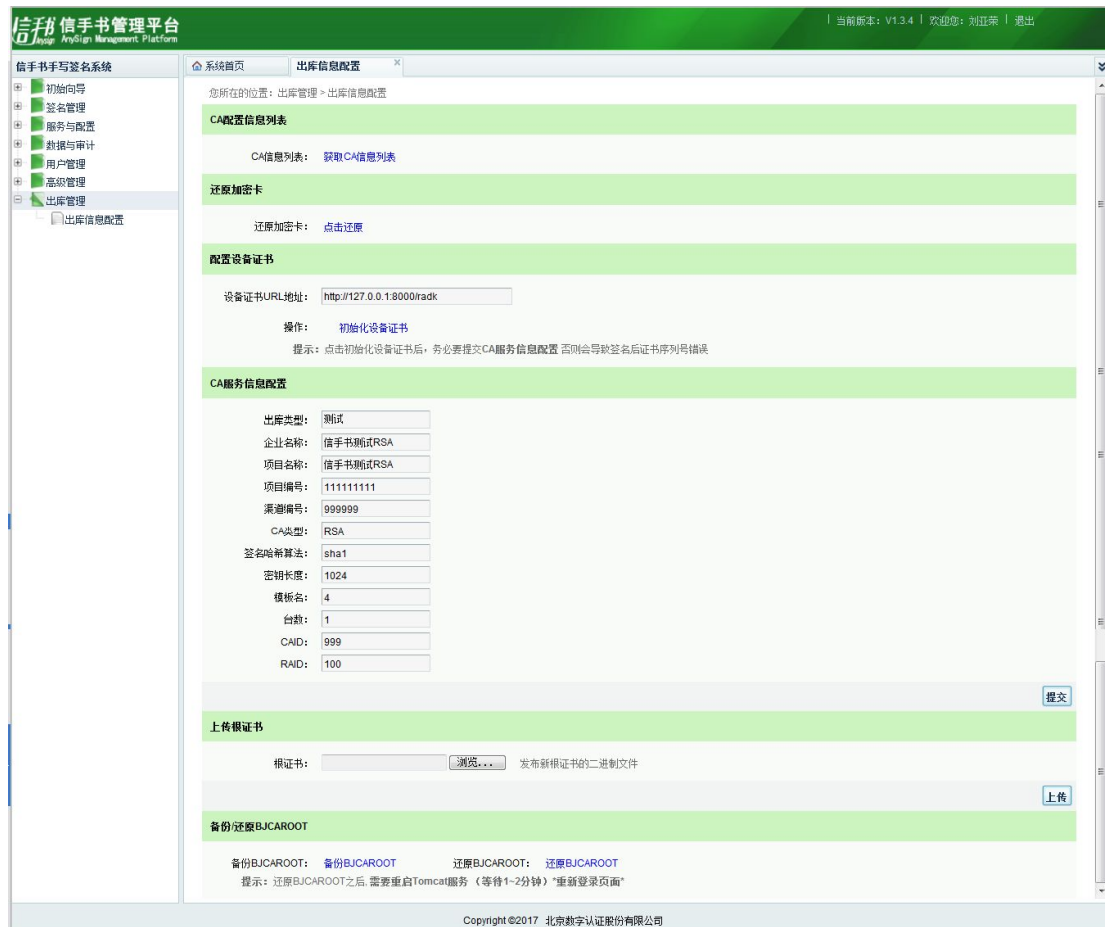 信手书 信手书管理平台
Anysign AnySign Management Platform
当前版本：V1.3.4 | 欢迎您：刘亚荣 | 退出
信手书手写签名系统
初始向导
签名管理
服务与配置
数据与审计
用户管理
高级管理
出库管理
出库信息配置
系统首页 出库信息配置 ×
您所在的位置：出库管理 > 出库信息配置
CA配置信息列表
CA信息列表： 获取CA信息列表
还原加密卡
还原加密卡： 点击还原
配置设备证书
设备证书URL地址： http://127.0.0.1:8000/radk
操作： 初始化设备证书
提示：点击初始化设备证书后，务必要提交CA服务信息配置 否则会导致签名后证书序列号错误
CA服务信息配置
出库类型： 测试
企业名称： 信手书测试RSA
项目名称： 信手书测试RSA
项目编号： 111111111
渠道编号： 999999
CA类型： RSA
签名哈希算法： sha1
密钥长度： 1024
模板名： 4
台数： 1
CAID： 999
RAID： 100
提交
上传根证书
根证书： 浏览... 发布新根证书的二进制文件
上传
备份/还原BJCAROOT
备份BJCAROOT： 备份BJCAROOT 还原BJCAROOT： 还原BJCAROOT
提示：还原BJCAROOT之后,需要重启Tomcat服务（等待1~2分钟）*重新登录页面*
Copyright ©2017 北京数字认证股份有限公司